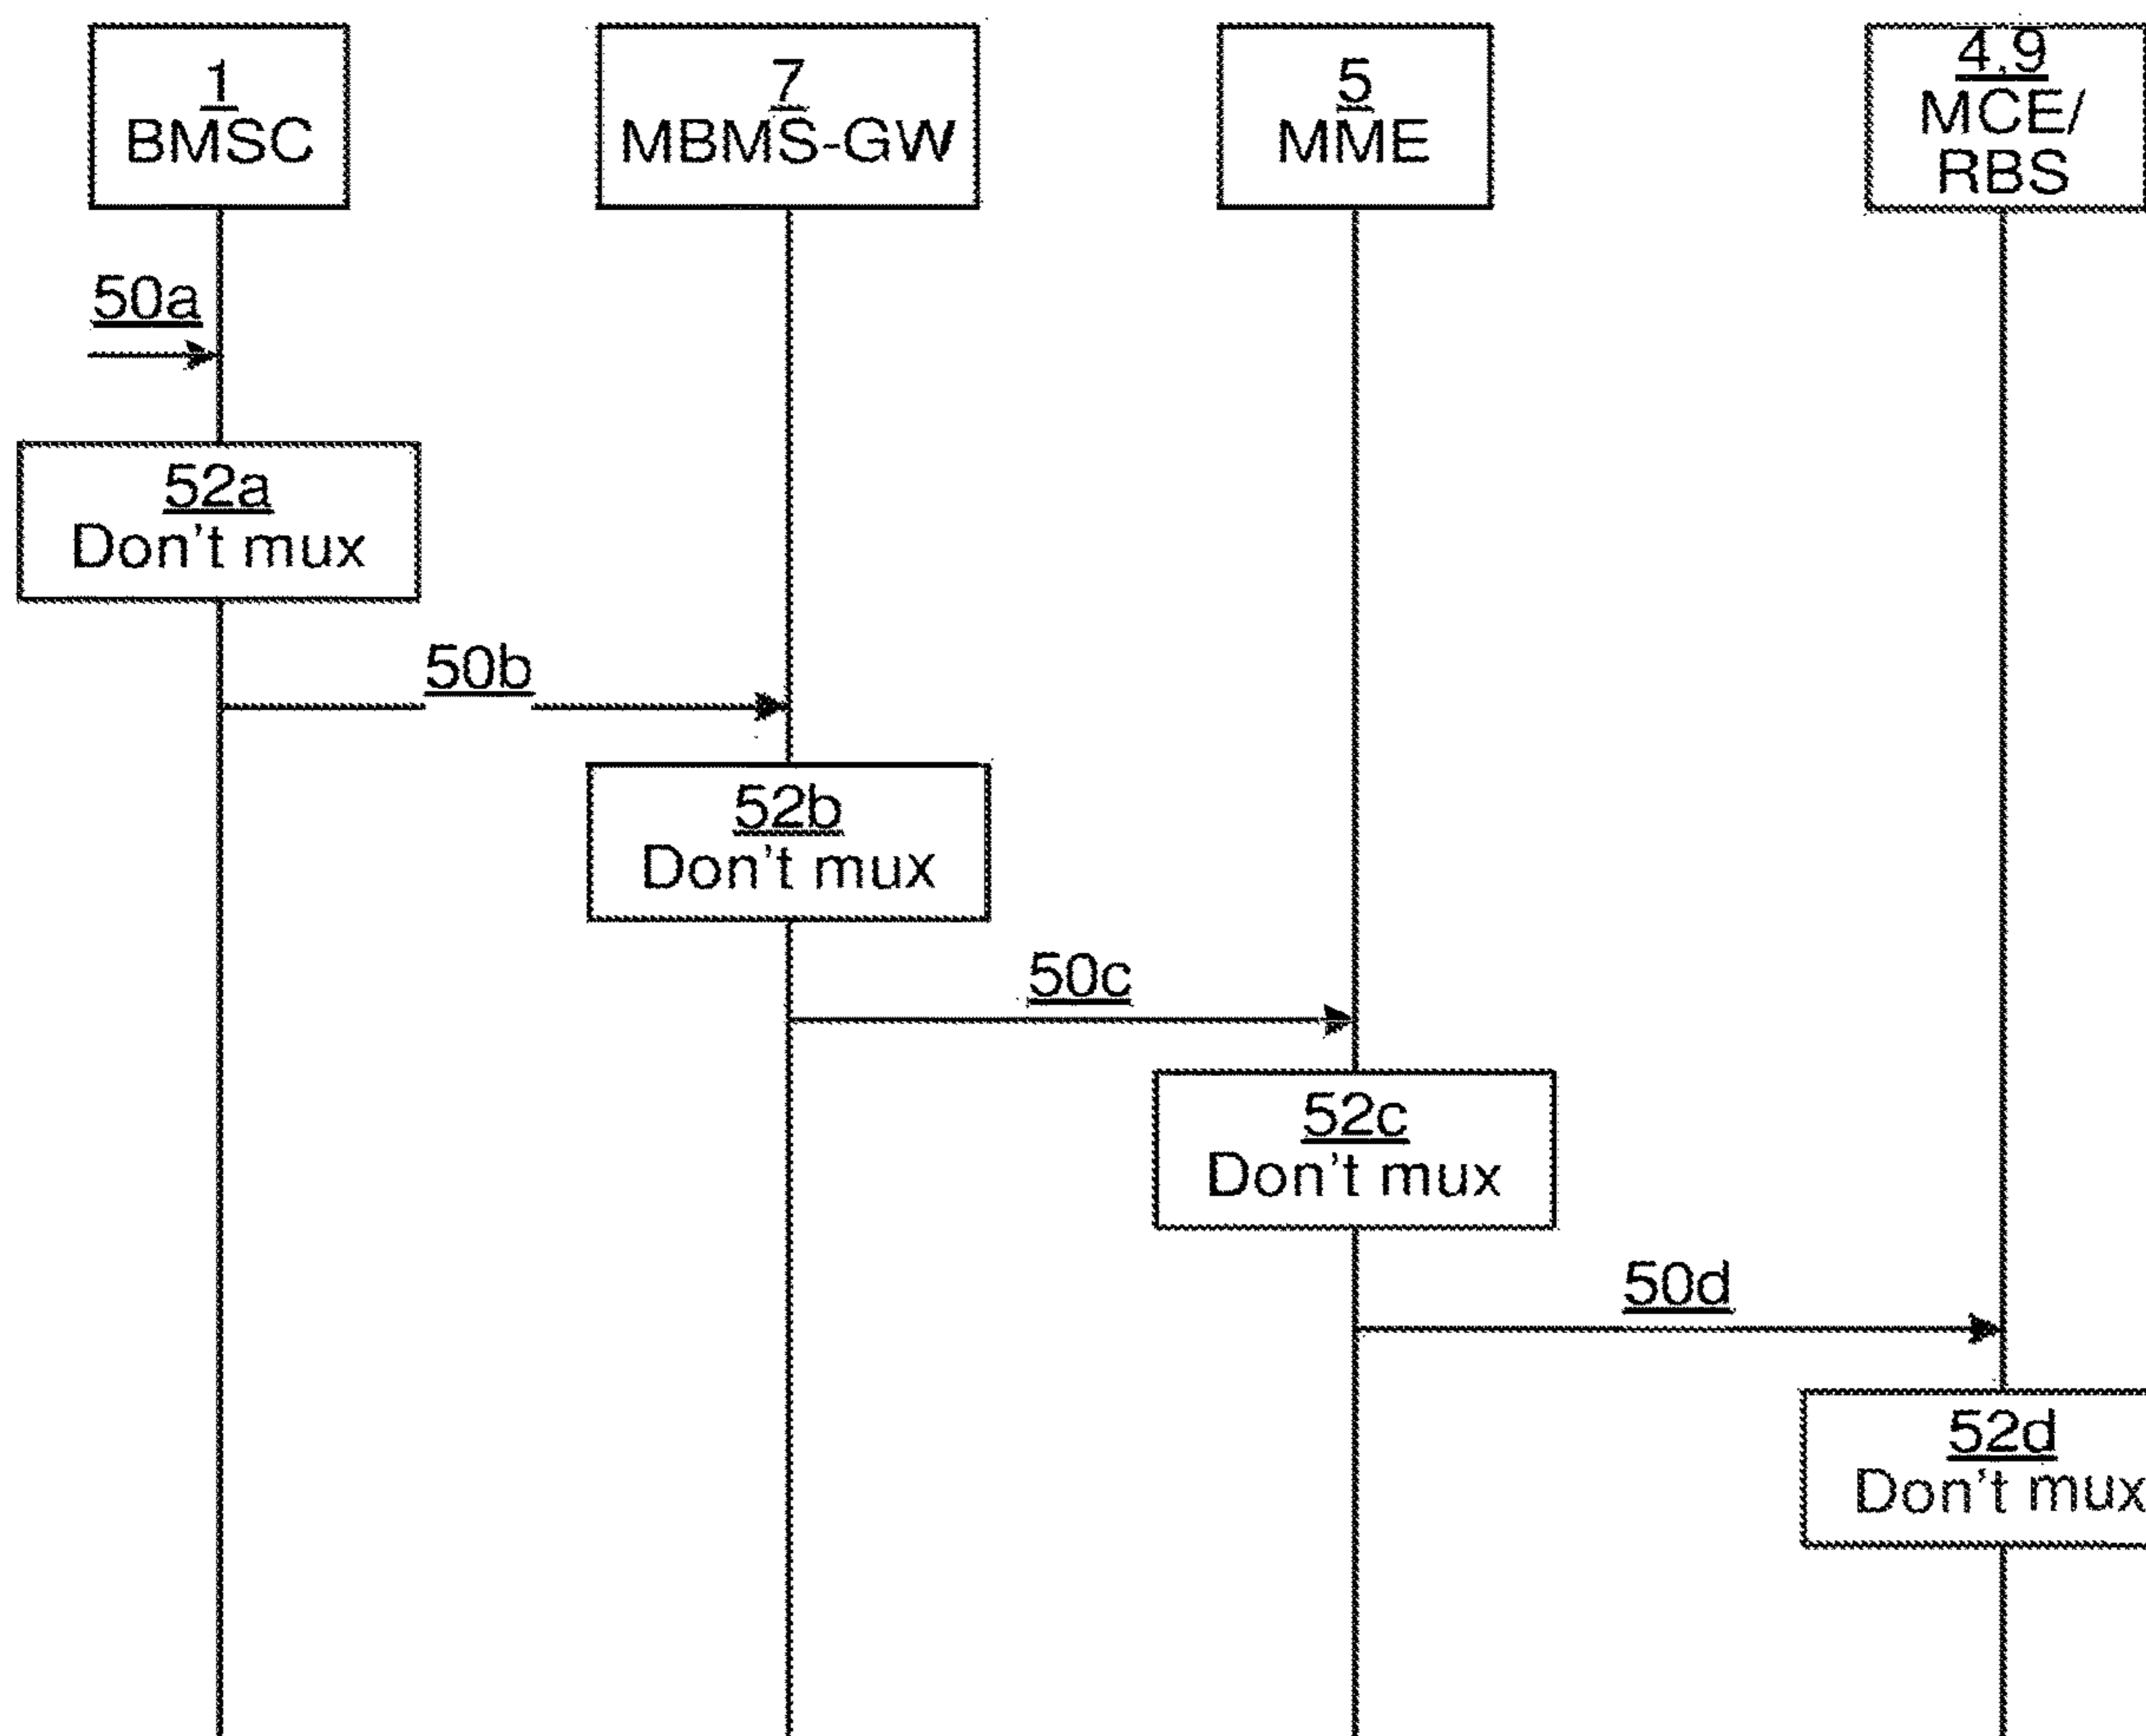 1
BMSC
7
MBMS-GW
5
MME
4,9
MCE/
RBS
50a
52a
Don't mux
50b
52b
Don't mux
50c
52c
Don't mux
50d
52d
Don't mux